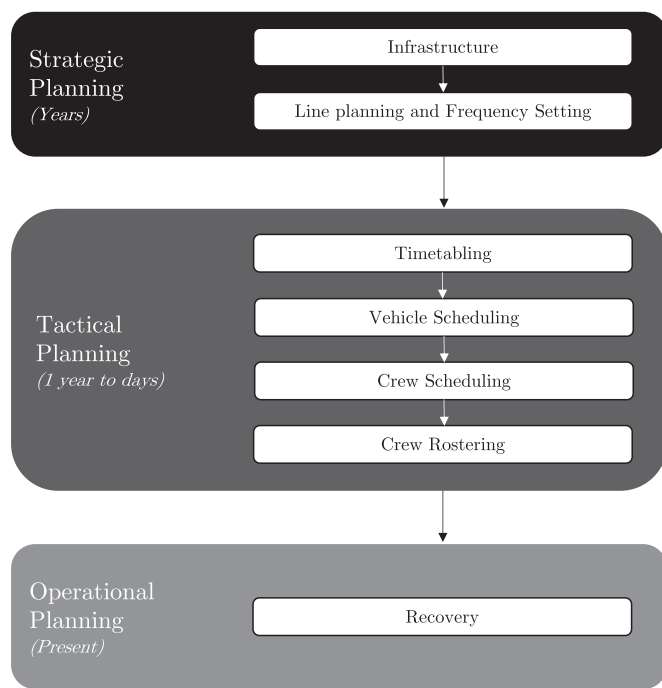 Strategic
Planning
(Years)
Infrastructure
Line planning and Frequency Setting
Tactical
Planning
(1 year to days)
Timetabling
Vehicle Scheduling
Crew Scheduling
Crew Rostering
Operational
Planning
(Present)
Recovery